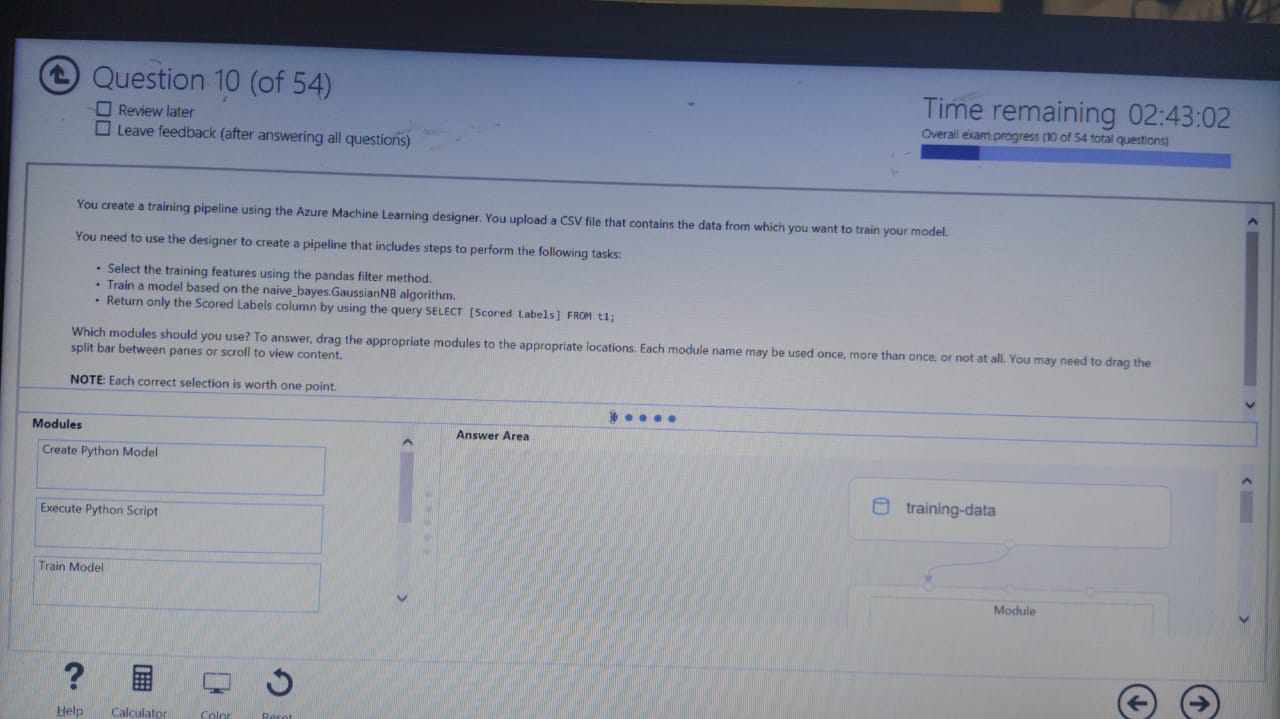 Question 10 (of 54)
Review later
Leave feedback (after answering all questions)
Time remaining 02:43:02
Overall exam progress (10 of 54 total questions)
You create a training pipeline using the Azure Machine Learning designer. You upload a CSV file that contains the data from which you want to train your model.
You need to use the designer to create a pipeline that includes steps to perform the following tasks:
• Select the training features using the pandas filter method.
• Train a model based on the naive_bayes.GaussianNB algorithm.
• Return only the Scored Labels column by using the query SELECT [Scored Labels] FROM t1;
Which modules should you use? To answer, drag the appropriate modules to the appropriate locations. Each module name may be used once, more than once, or not at all. You may need to drag the
split bar between panes or scroll to view content.
NOTE: Each correct selection is worth one point.
Modules
Create Python Model
Execute Python Script
Train Model
Answer Area
training-data
Module
Help
Calculator
Color
Reset